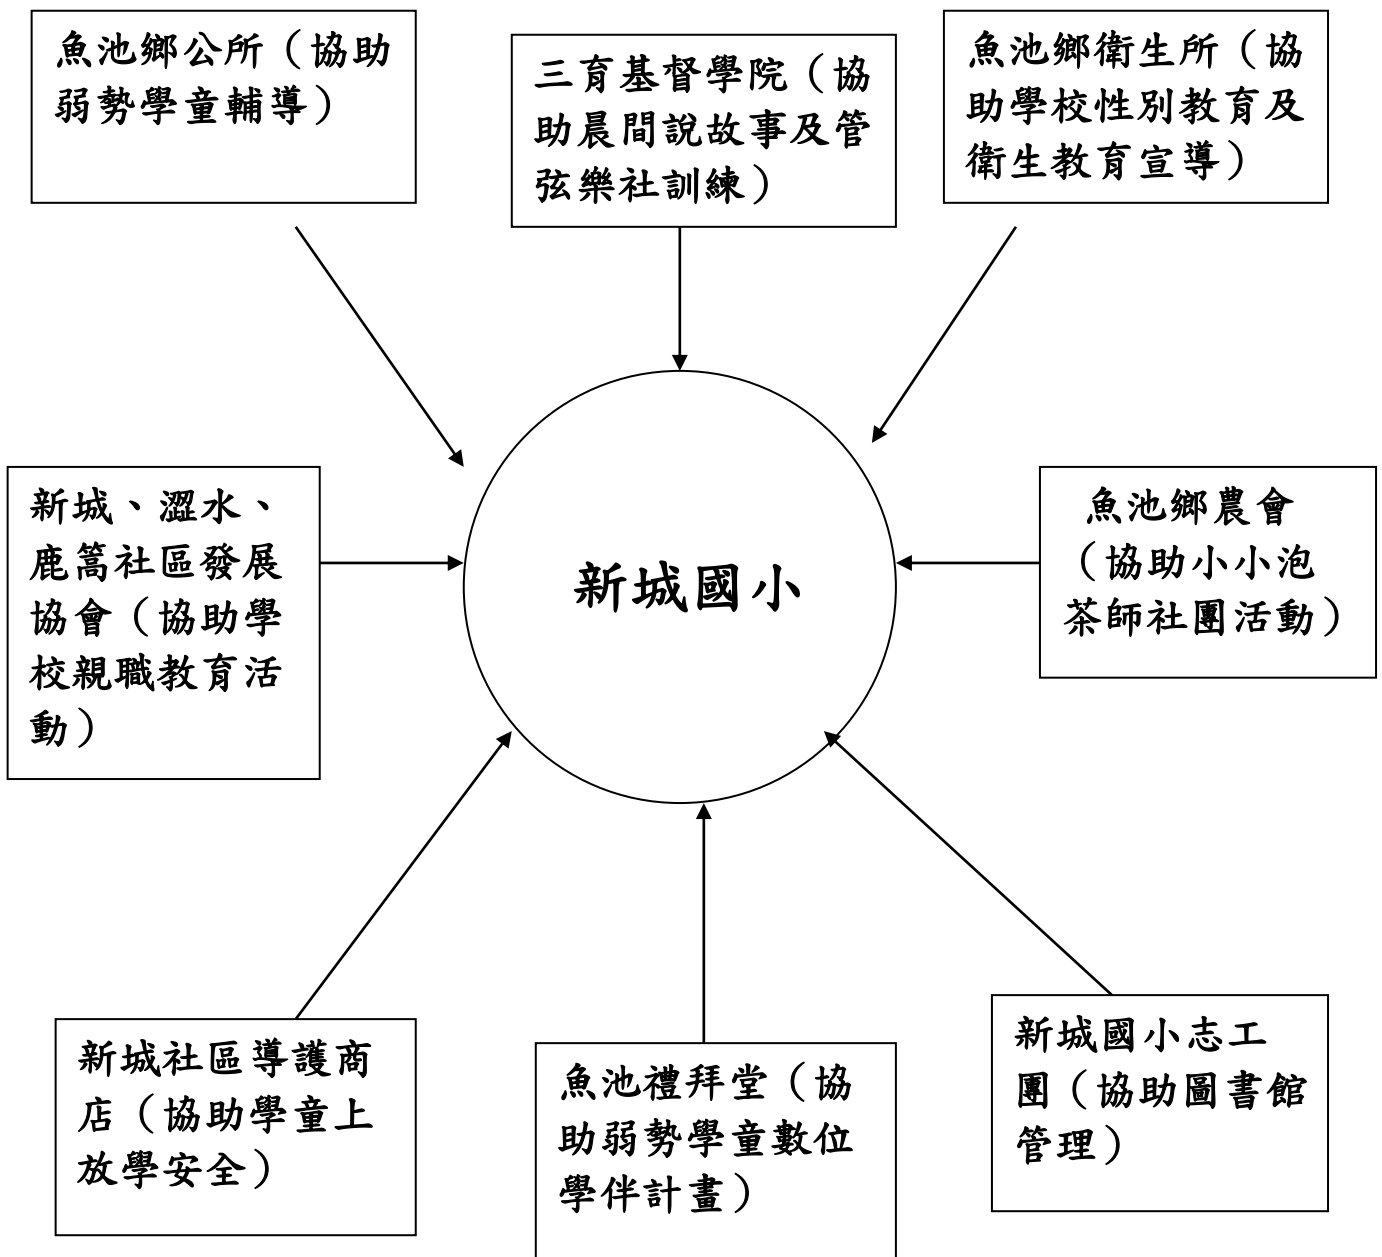 魚池鄉公所（協助
弱勢學童輔導）
三育基督學院（協
助晨間說故事及管
弦樂社訓練）
魚池鄉衛生所（協
助學校性別教育及
衛生教育宣導）
新城、澀水、
鹿篙社區發展
協會（協助學
校親職教育活
動）
新城國小
魚池鄉農會
（協助小小泡
茶師社團活動）
新城社區導護商
店（協助學童上
放學安全）
魚池禮拜堂（協
助弱勢學童數位
學伴計畫）
新城國小志工
團（協助圖書館
管理）